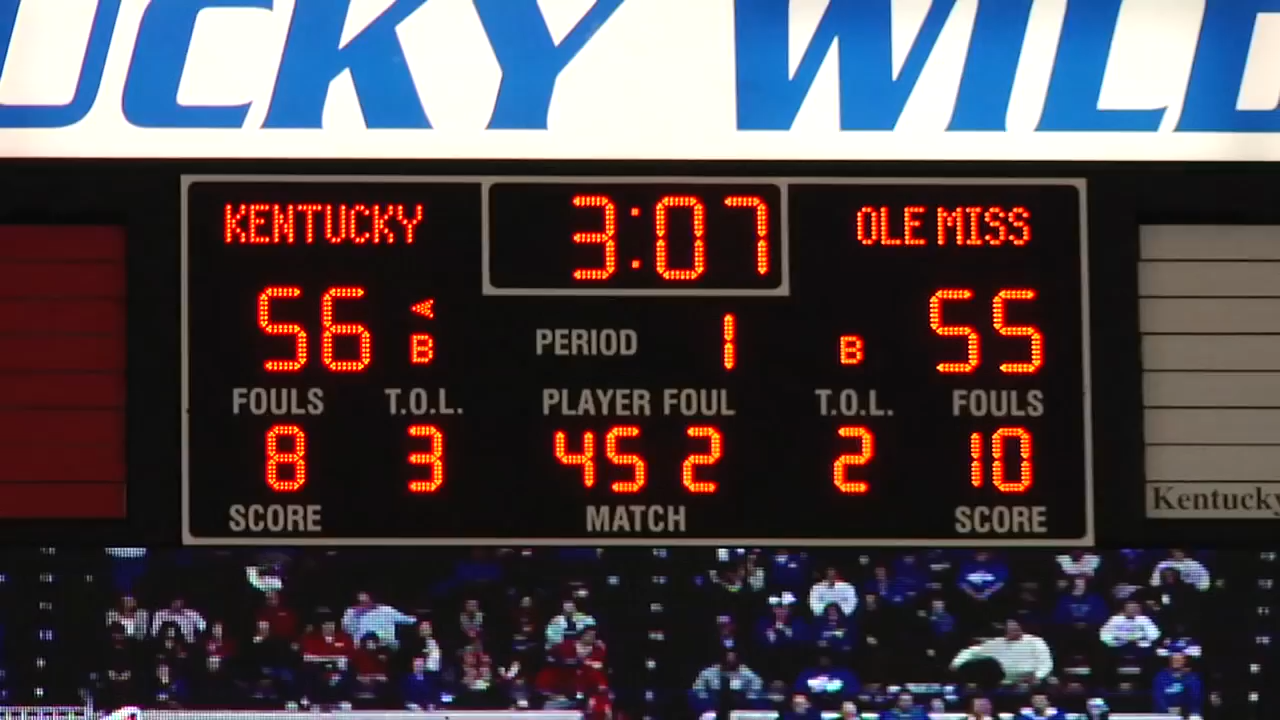 UCKY WILD
KENTUCKY 3:07 OLE MISS
56 A B PERIOD 1 B 55
FOULS T.O.L. PLAYER FOUL T.O.L. FOULS
8 3 45 2 2 10
SCORE MATCH SCORE
Kentucky